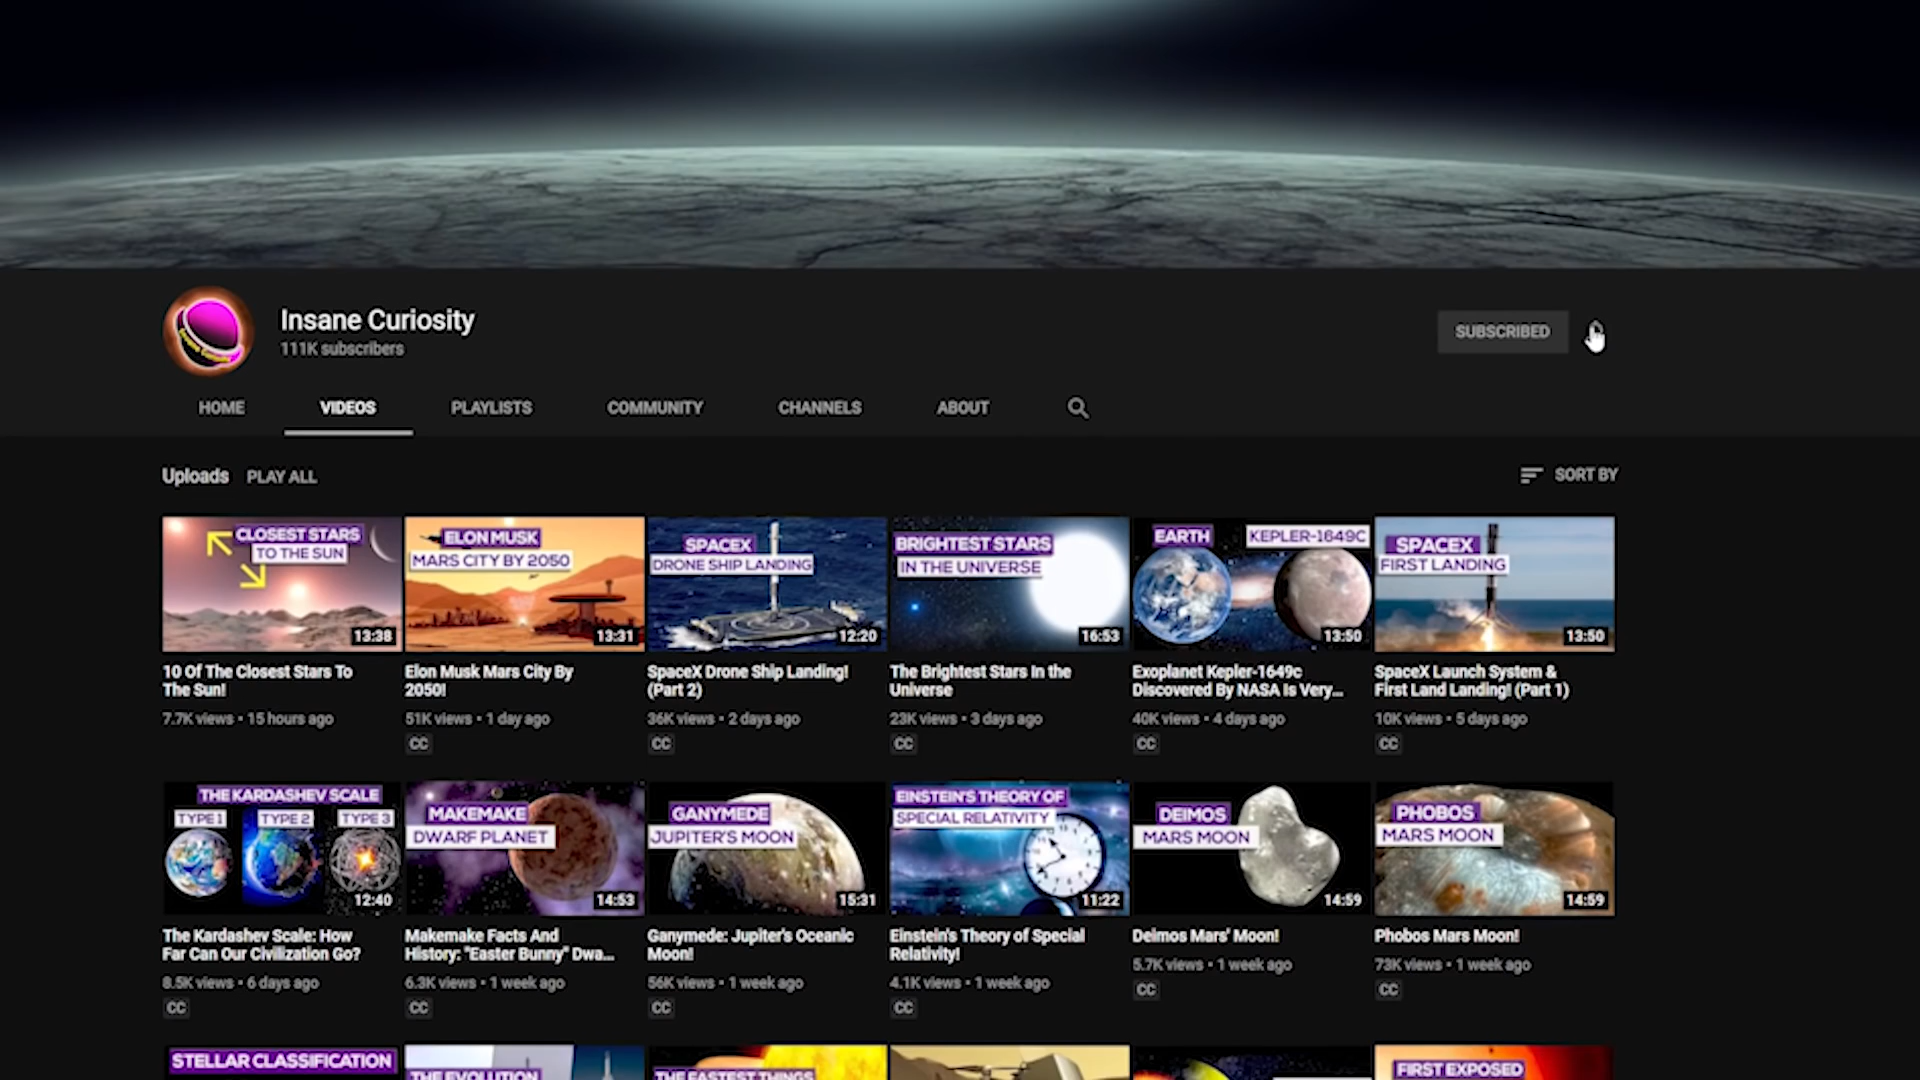 Insane Curiosity
111K subscribers
SUBSCRIBED
HOME
VIDEOS
PLAYLISTS
COMMUNITY
CHANNELS
ABOUT
Uploads
PLAY ALL
SORT BY
CLOSEST STARS
TO THE SUN
13:38
ELON MUSK
MARS CITY BY 2050
13:31
SPACEX
DRONE SHIP LANDING
12:20
BRIGHTEST STARS
IN THE UNIVERSE
16:53
EARTH
KEPLER-1649C
13:50
SPACEX
FIRST LANDING
13:50
10 Of The Closest Stars To
The Sun!
7.7K views • 15 hours ago
Elon Musk Mars City By
2050!
51K views • 1 day ago
CC
SpaceX Drone Ship Landing!
(Part 2)
36K views • 2 days ago
CC
The Brightest Stars In the
Universe
23K views • 3 days ago
CC
Exoplanet Kepler-1649c
Discovered By NASA Is Very...
40K views • 4 days ago
CC
SpaceX Launch System &
First Land Landing! (Part 1)
10K views • 5 days ago
CC
THE KARDASHEV SCALE
TYPE 1
TYPE 2
TYPE 3
12:40
MAKEMAKE
DWARF PLANET
14:53
GANYMEDE
JUPITER'S MOON
15:31
EINSTEIN'S THEORY OF
SPECIAL RELATIVITY
11:22
DEIMOS
MARS MOON
14:59
PHOBOS
MARS MOON
14:59
The Kardashev Scale: How
Far Can Our Civilization Go?
8.5K views • 6 days ago
CC
Makemake Facts And
History: "Easter Bunny" Dwa...
6.3K views • 1 week ago
CC
Ganymede: Jupiter's Oceanic
Moon!
56K views • 1 week ago
CC
Einstein's Theory of Special
Relativity!
4.1K views • 1 week ago
CC
Deimos Mars' Moon!
5.7K views • 1 week ago
CC
Phobos Mars Moon!
73K views • 1 week ago
CC
STELLAR CLASSIFICATION
THE EVOLUTION
THE FASTEST THINGS
FIRST EXPOSED